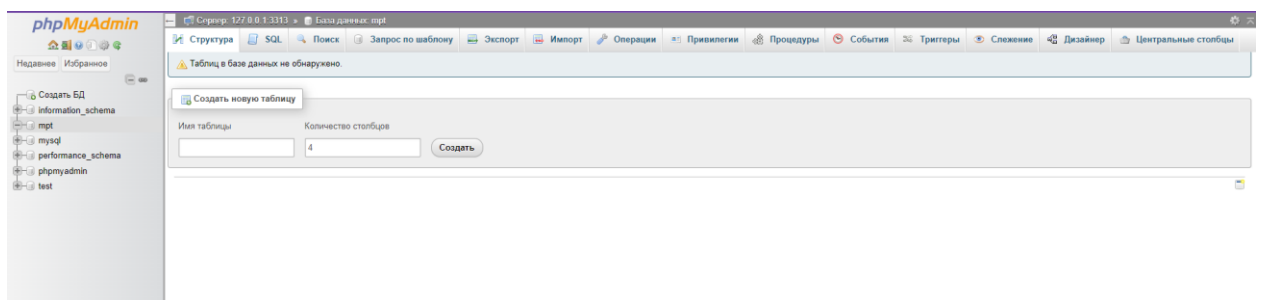 phpMyAdmin
Сервер: 127.0.0.1:3313 » База данных: mpt
Структура SQL Поиск Запрос по шаблону Экспорт Импорт Операции Привилегии Процедуры События Триггеры Слежение Дизайнер Центральные столбцы
Недавнее Избранное
Таблиц в базе данных не обнаружено.
Создать БД
information_schema
mpt
mysql
performance_schema
phpmyadmin
test
Создать новую таблицу
Имя таблицы Количество столбцов
4 Создать